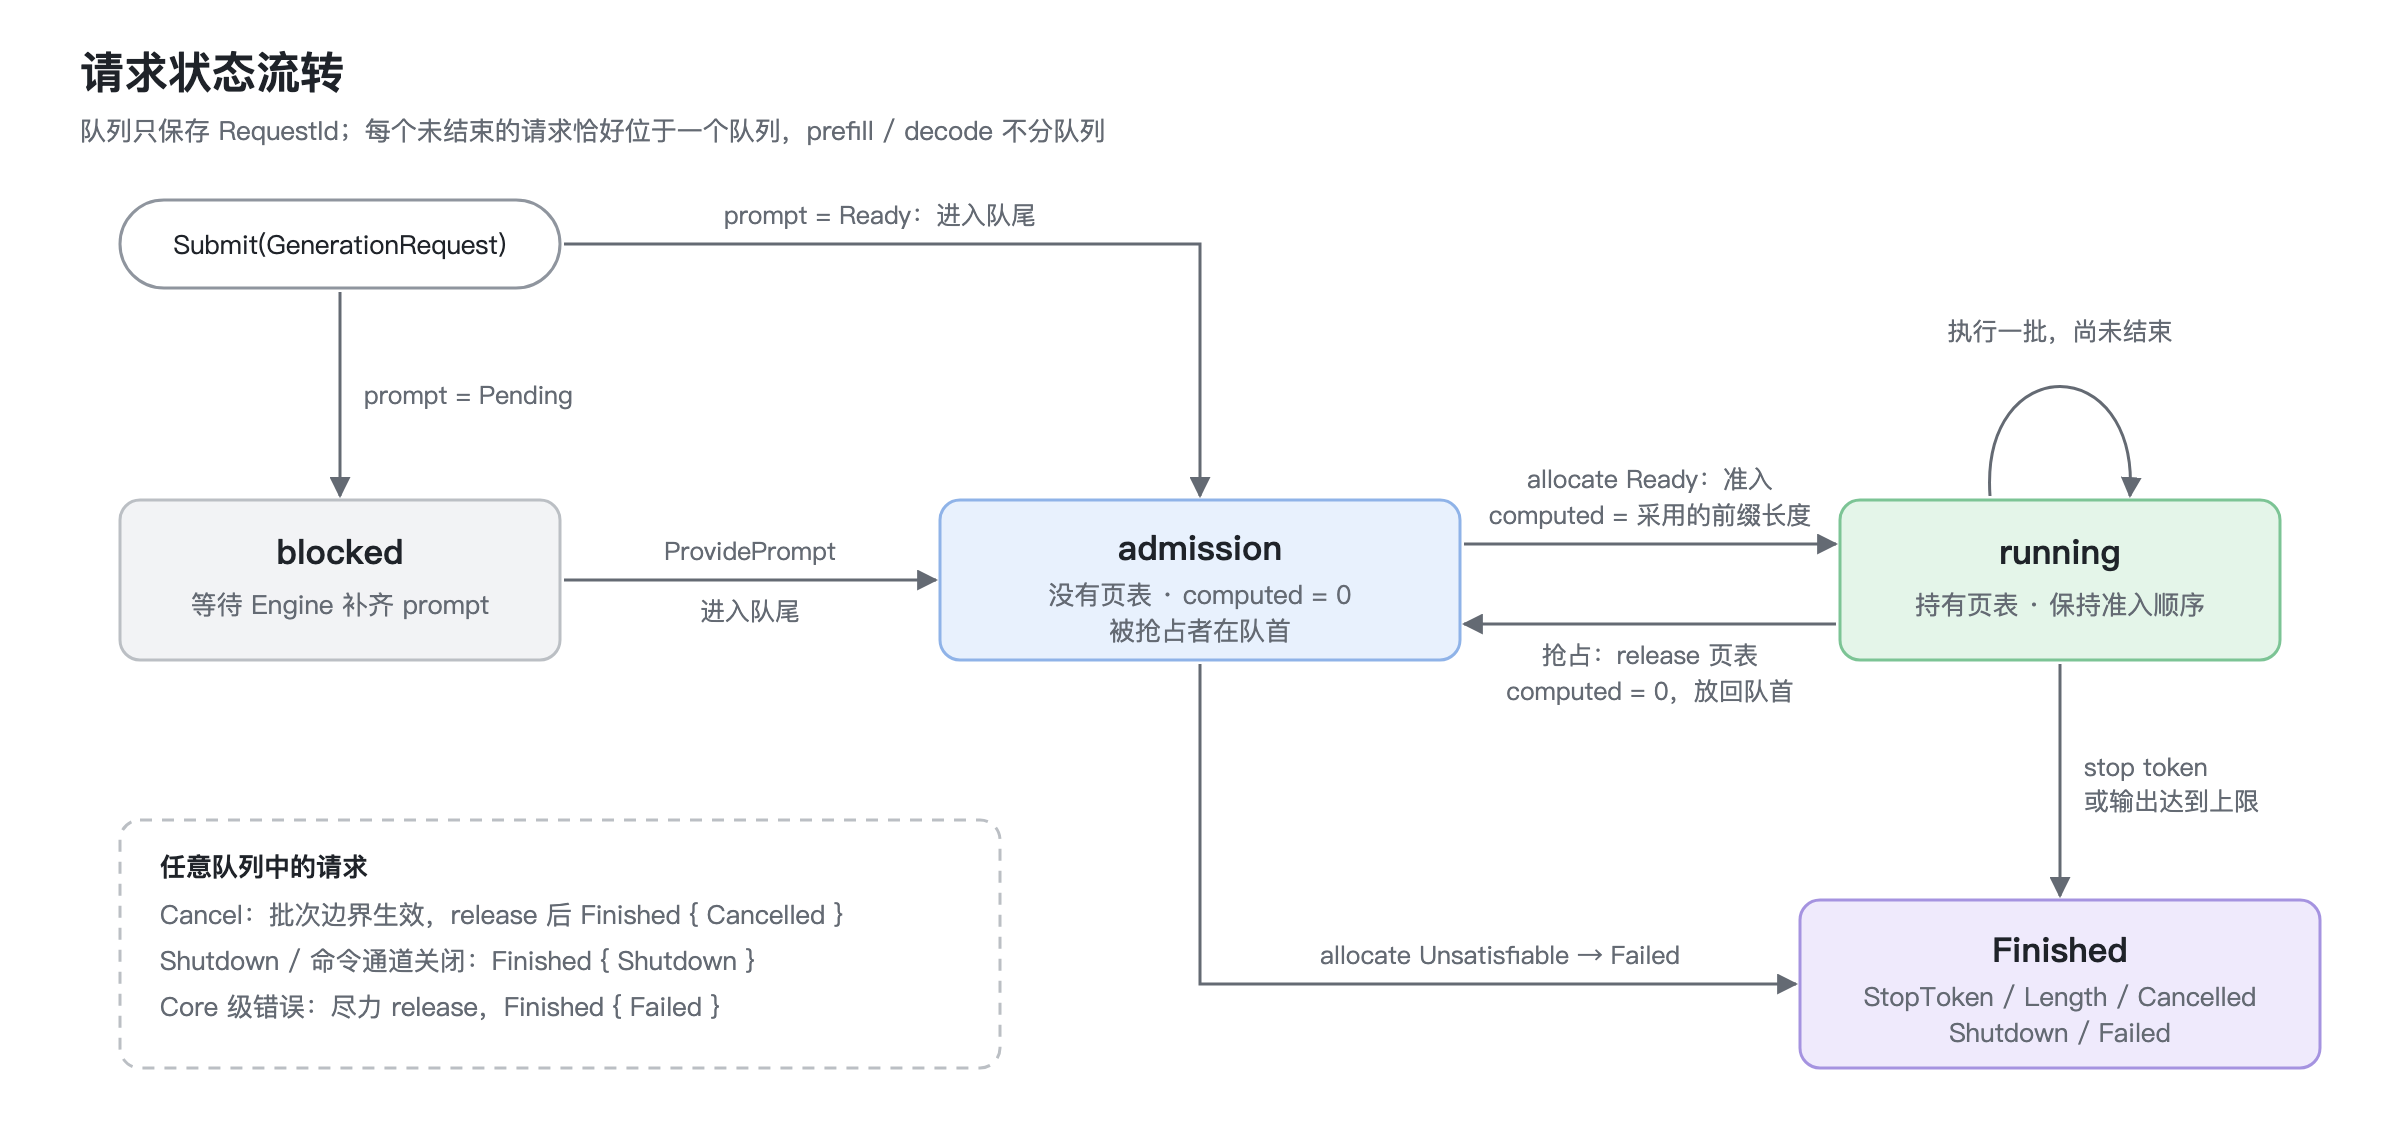 请求状态流转
队列只保存 RequestId；每个未结束的请求恰好位于一个队列，prefill / decode 不分队列
Submit(GenerationRequest)
prompt = Ready：进入队尾
prompt = Pending
执行一批，尚未结束
blocked
等待 Engine 补齐 prompt
ProvidePrompt
进入队尾
admission
没有页表 · computed = 0
被抢占者在队首
allocate Ready：准入
computed = 采用的前缀长度
抢占：release 页表
computed = 0，放回队首
running
持有页表 · 保持准入顺序
stop token
或输出达到上限
任意队列中的请求
Cancel：批次边界生效，release 后 Finished { Cancelled }
Shutdown / 命令通道关闭：Finished { Shutdown }
Core 级错误：尽力 release，Finished { Failed }
allocate Unsatisfiable → Failed
Finished
StopToken / Length / Cancelled
Shutdown / Failed